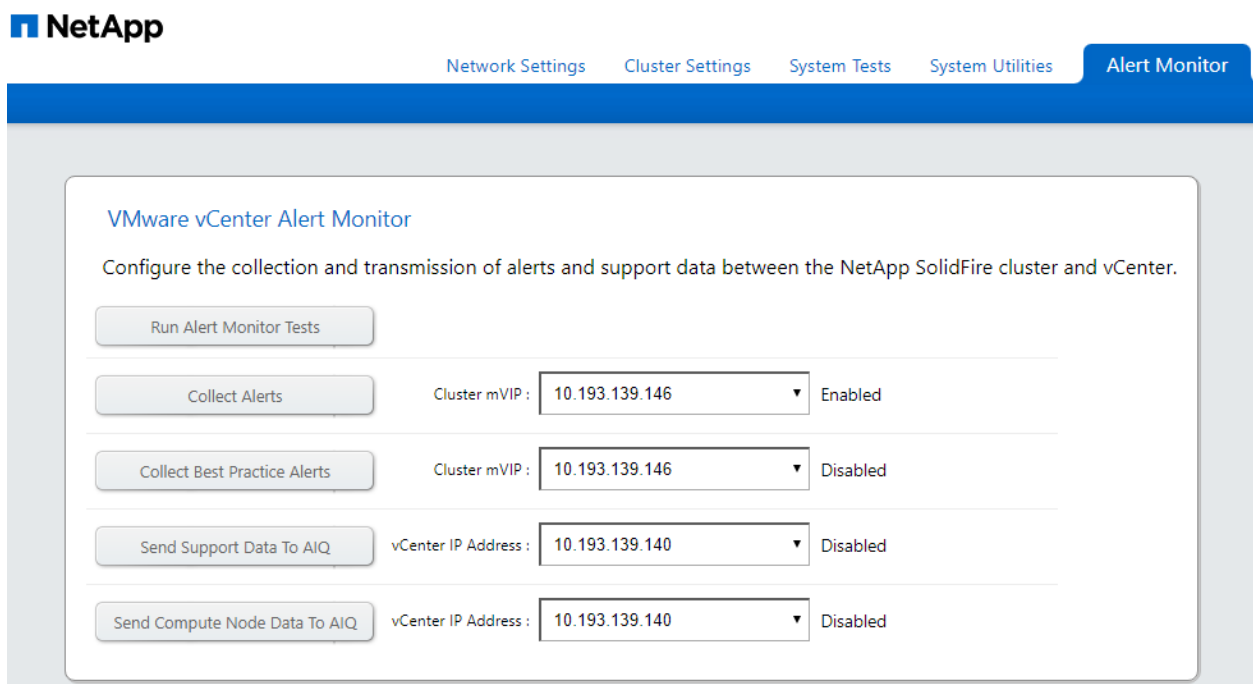 NetApp
Network Settings Cluster Settings System Tests System Utilities Alert Monitor
VMware vCenter Alert Monitor
Configure the collection and transmission of alerts and support data between the NetApp SolidFire cluster and vCenter.
Run Alert Monitor Tests
Collect Alerts Cluster mVIP : 10.193.139.146 Enabled
Collect Best Practice Alerts Cluster mVIP : 10.193.139.146 Disabled
Send Support Data To AIQ vCenter IP Address : 10.193.139.140 Disabled
Send Compute Node Data To AIQ vCenter IP Address : 10.193.139.140 Disabled